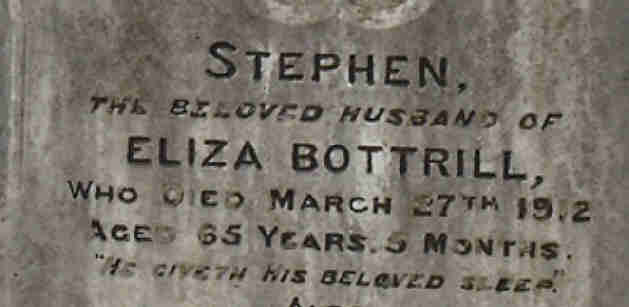 STEPHEN,
THE BELOVED HUSBAND OF
ELIZA BOTTRILL,
WHO DIED MARCH 27TH 1912
AGED 65 YEARS. 5 MONTHS.
"HE GIVETH HIS BELOVED SLEEP."